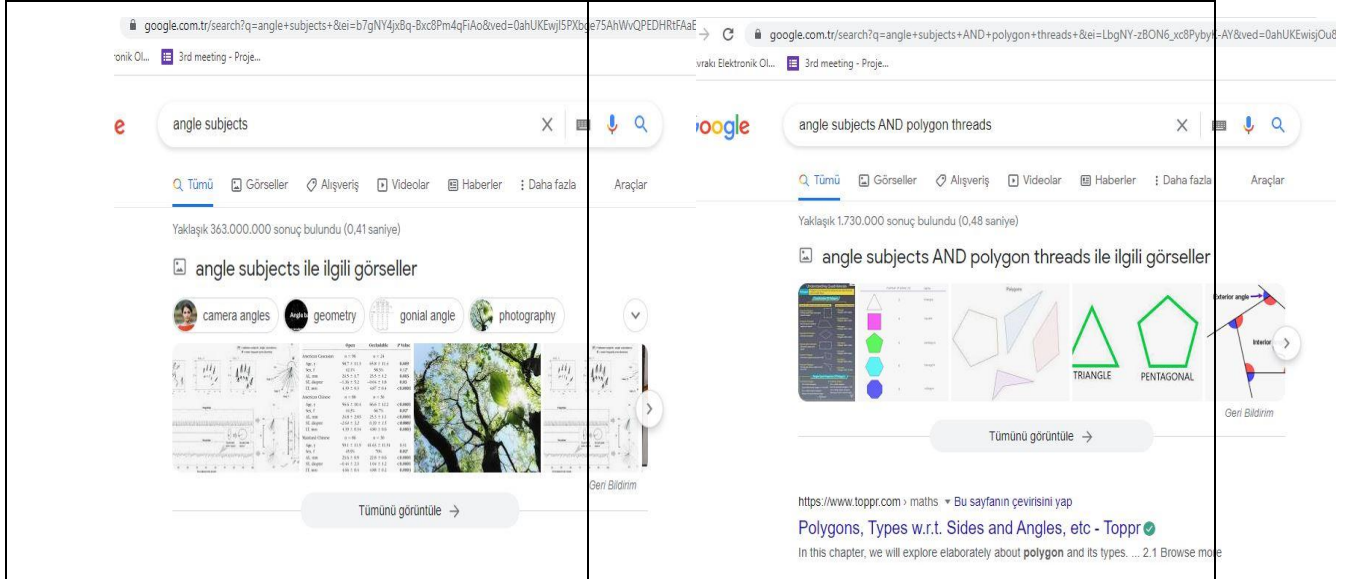 google.com.tr/search?q=angle+subjects+&ei=b7gNY4jxBq-Bxc8Pm4qFiAo&ved=0ahUKEwjI5PXbge75AhWvQPEDHRtFAaE
ronik Ol... 3rd meeting - Proje...
e
angle subjects
Tümü Görseller Alışveriş Videolar Haberler Daha fazla Araçlar
Yaklaşık 363.000.000 sonuç bulundu (0,41 saniye)
angle subjects ile ilgili görseller
camera angles geometry gonial angle photography
Geri Bildirim
Tümünü görüntüle
google.com.tr/search?q=angle+subjects+AND+polygon+threads+&ei=LbgNY-zBON6_xc8PybyK-AY&ved=0ahUKEwisjOu8
vrakı Elektronik Ol... 3rd meeting - Proje...
Google
angle subjects AND polygon threads
Tümü Görseller Alışveriş Videolar Haberler Daha fazla Araçlar
Yaklaşık 1.730.000 sonuç bulundu (0,48 saniye)
angle subjects AND polygon threads ile ilgili görseller
Polygons
TRIANGLE PENTAGONAL
Exterior angle
Interior
Geri Bildirim
Tümünü görüntüle
https://www.toppr.com › maths Bu sayfanın çevirisini yap
Polygons, Types w.r.t. Sides and Angles, etc - Toppr
In this chapter, we will explore elaborately about polygon and its types. ... 2.1 Browse more